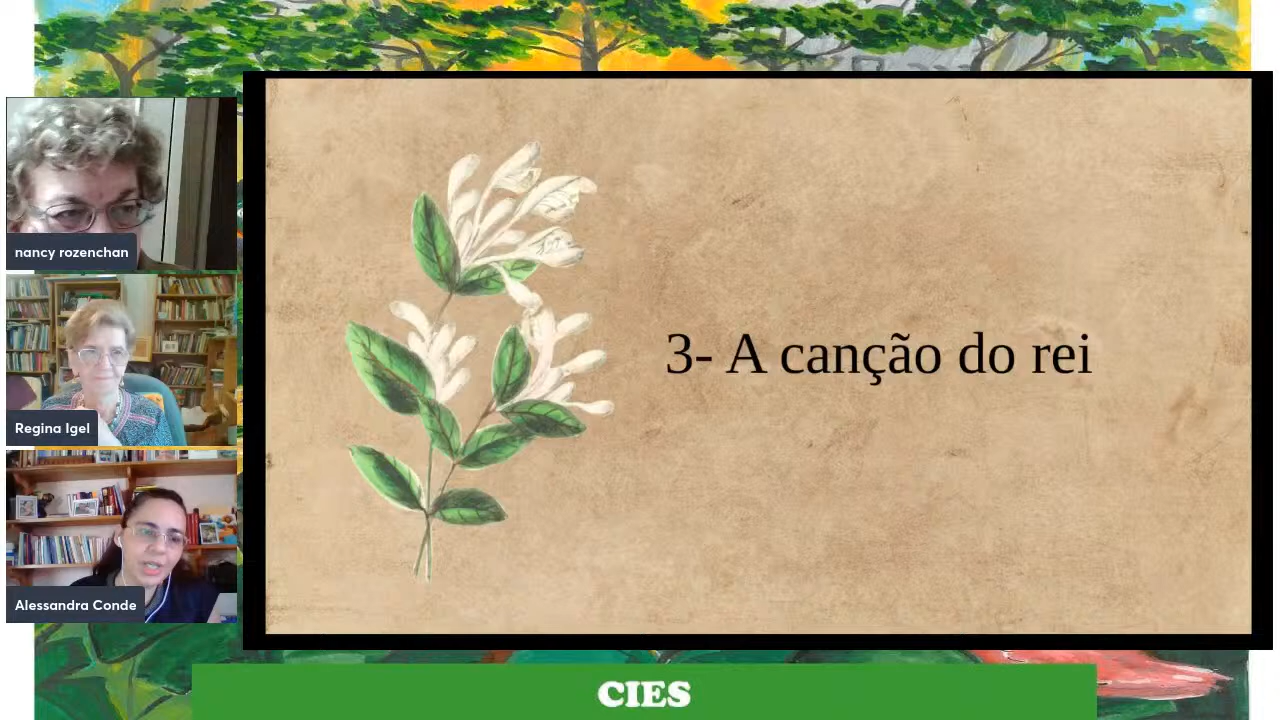 nancy rozenchan
Regina Igel
Alessandra Conde
3- A canção do rei
CIES